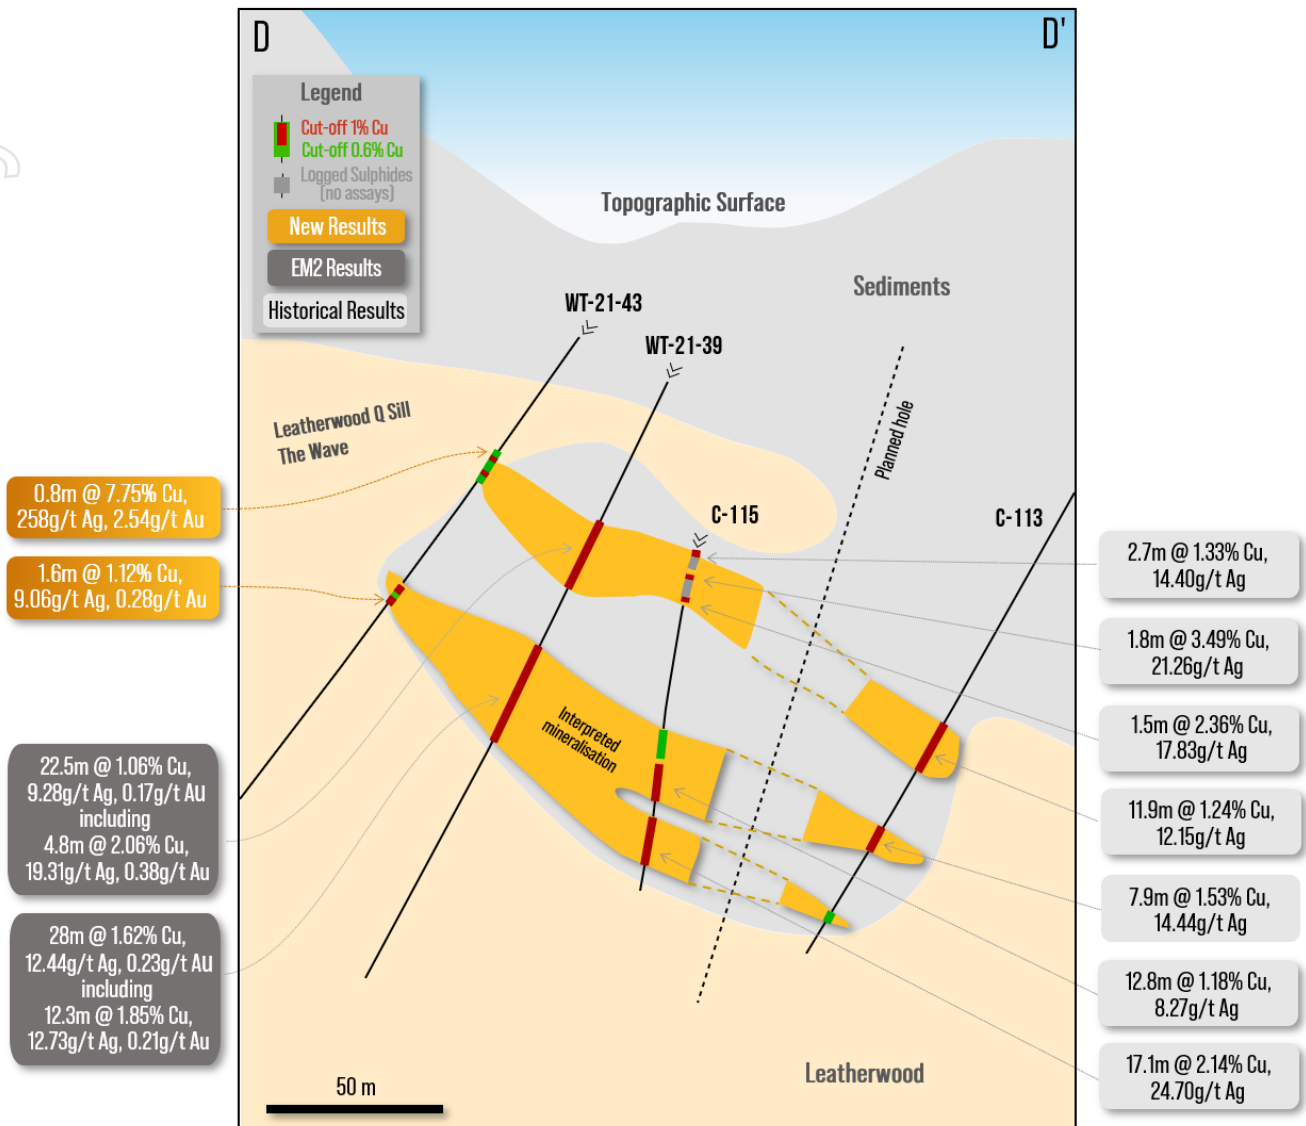 D
D'
Legend
Cut-off 1% Cu
Cut-off 0.6% Cu
Logged Sulphides
(no assays)
New Results
EM2 Results
Historical Results
Topographic Surface
Sediments
WT-21-43
WT-21-39
Leatherwood Q Sill
The Wave
Planned hole
C-115
C-113
Interpreted
mineralisation
Leatherwood
50 m
0.8m @ 7.75% Cu,
258g/t Ag, 2.54g/t Au
1.6m @ 1.12% Cu,
9.06g/t Ag, 0.28g/t Au
22.5m @ 1.06% Cu,
9.28g/t Ag, 0.17g/t Au
including
4.8m @ 2.06% Cu,
19.31g/t Ag, 0.38g/t Au
28m @ 1.62% Cu,
12.44g/t Ag, 0.23g/t Au
including
12.3m @ 1.85% Cu,
12.73g/t Ag, 0.21g/t Au
2.7m @ 1.33% Cu,
14.40g/t Ag
1.8m @ 3.49% Cu,
21.26g/t Ag
1.5m @ 2.36% Cu,
17.83g/t Ag
11.9m @ 1.24% Cu,
12.15g/t Ag
7.9m @ 1.53% Cu,
14.44g/t Ag
12.8m @ 1.18% Cu,
8.27g/t Ag
17.1m @ 2.14% Cu,
24.70g/t Ag